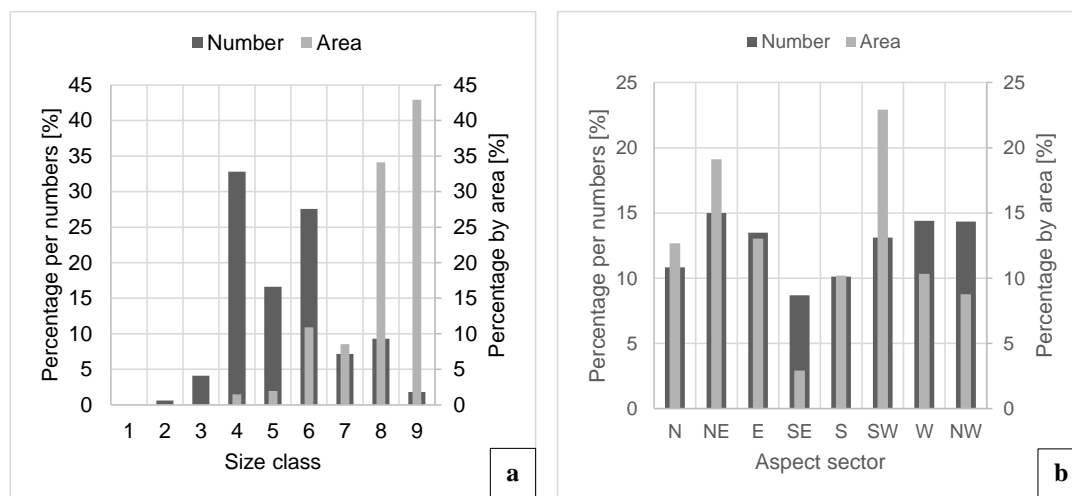 Number Area
Percentage per numbers [%]
45
40
35
30
25
20
15
10
5
0
45
40
35
30
25
20
15
10
5
0
Percentage by area [%]
1 2 3 4 5 6 7 8 9
Size class
a
Number Area
Percentage per numbers [%]
25
20
15
10
5
0
25
20
15
10
5
0
Percentage by area [%]
N NE E SE S SW W NW
Aspect sector
b